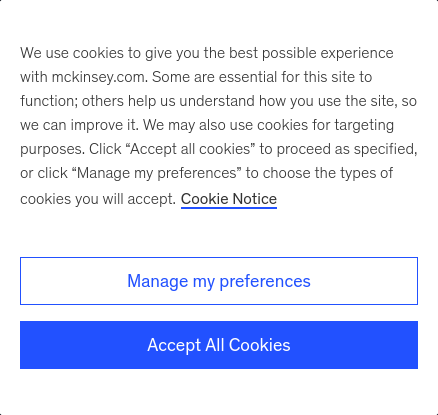 We use cookies to give you the best possible experience
with mckinsey.com. Some are essential for this site to
function; others help us understand how you use the site, so
we can improve it. We may also use cookies for targeting
purposes. Click “Accept all cookies” to proceed as specified,
or click “Manage my preferences” to choose the types of
cookies you will accept. Cookie Notice
Manage my preferences
Accept All Cookies